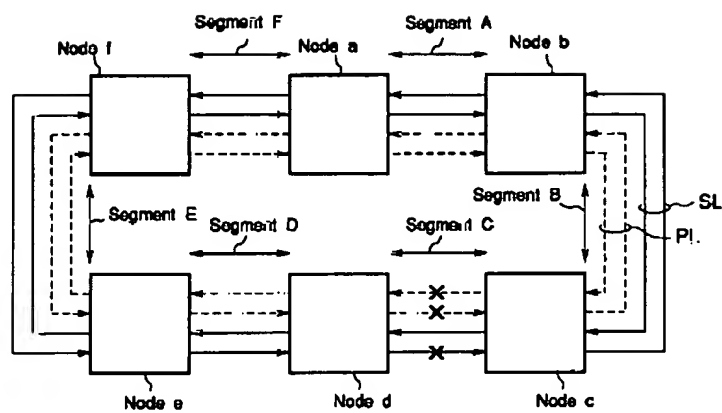 Segment F
Segment A
Node f
Node a
Node b
Segment E
Segment D
Segment C
Segment B
SL
PL
Node e
Node d
Node c